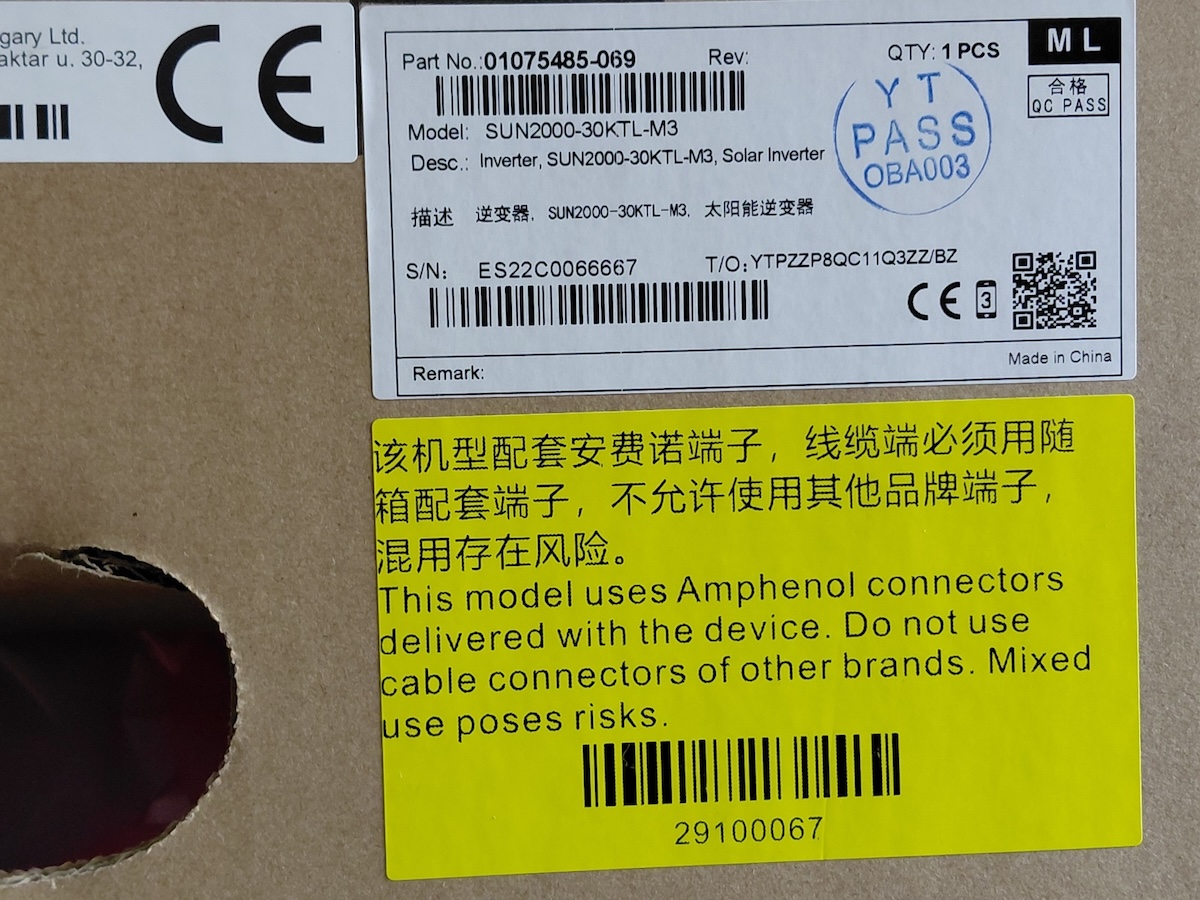 gary Ltd.
aktar u. 30-32,
CE
Part No.:01075485-069 Rev: QTY: 1 PCS
ML
合格
QC PASS
YT
PASS
OBA003
Model: SUN2000-30KTL-M3
Desc.: Inverter, SUN2000-30KTL-M3, Solar Inverter
描述 逆变器, SUN2000-30KTL-M3, 太阳能逆变器
S/N: ES22C0066667 T/O:YTPZZP8QC11Q3ZZ/BZ
CE 3
Made in China
Remark:
该机型配套安费诺端子，线缆端必须用随
箱配套端子，不允许使用其他品牌端子，
混用存在风险。
This model uses Amphenol connectors
delivered with the device. Do not use
cable connectors of other brands. Mixed
use poses risks.
29100067